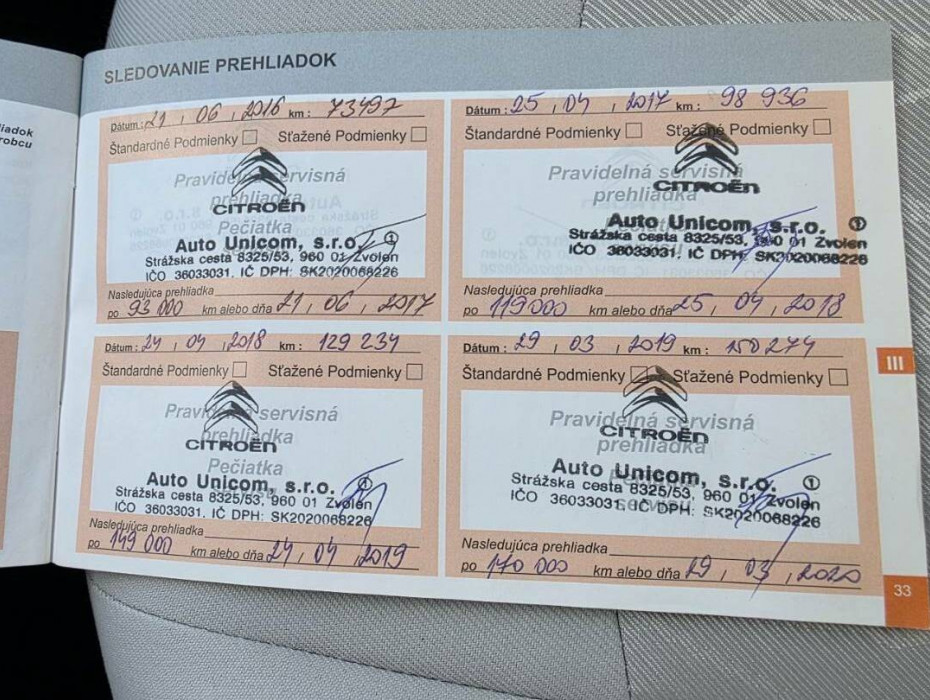 iadok
robcu
SLEDOVANIE PREHLIADOK
Dátum: 21, 06, 2016 km: 73497
Štandardné Podmienky Sťažené Podmienky
Pravidelná servisná
prehliadka
CITROËN
Pečiatka
Auto Unicom, s.r.o. 1
Strážska cesta 8325/53, 960 01 Zvolen
IČO 36033031, IČ DPH: SK2020068226
Nasledujúca prehliadka
po 93 000 km alebo dňa 21, 06, 2017
Dátum: 25, 04, 2017 km: 98 936
Štandardné Podmienky Sťažené Podmienky
Pravidelná servisná
prehliadka
CITROËN
Auto Unicom, s.r.o. 1
Strážska cesta 8325/53, 960 01 Zvolen
IČO 36033031, IČ DPH: SK2020068226
Nasledujúca prehliadka
po 119000 km alebo dňa 25, 04, 2018
Dátum: 24, 04, 2018 km: 129 234
Štandardné Podmienky Sťažené Podmienky
Pravidelná servisná
prehliadka
CITROËN
Pečiatka
Auto Unicom, s.r.o. 1
Strážska cesta 8325/53, 960 01 Zvolen
IČO 36033031, IČ DPH: SK2020068226
Nasledujúca prehliadka
po 149 000 km alebo dňa 24, 04, 2019
Dátum: 29, 03, 2019 km: 150274
Štandardné Podmienky Sťažené Podmienky
Pravidelná servisná
CITROËN
prehliadka
Auto Unicom, s.r.o. 1
Strážska cesta 8325/53, 960 01 Zvolen
IČO 36033031, IČ DPH: SK2020068226
Nasledujúca prehliadka
po 170 000 km alebo dňa 29, 03, 2020
III
33